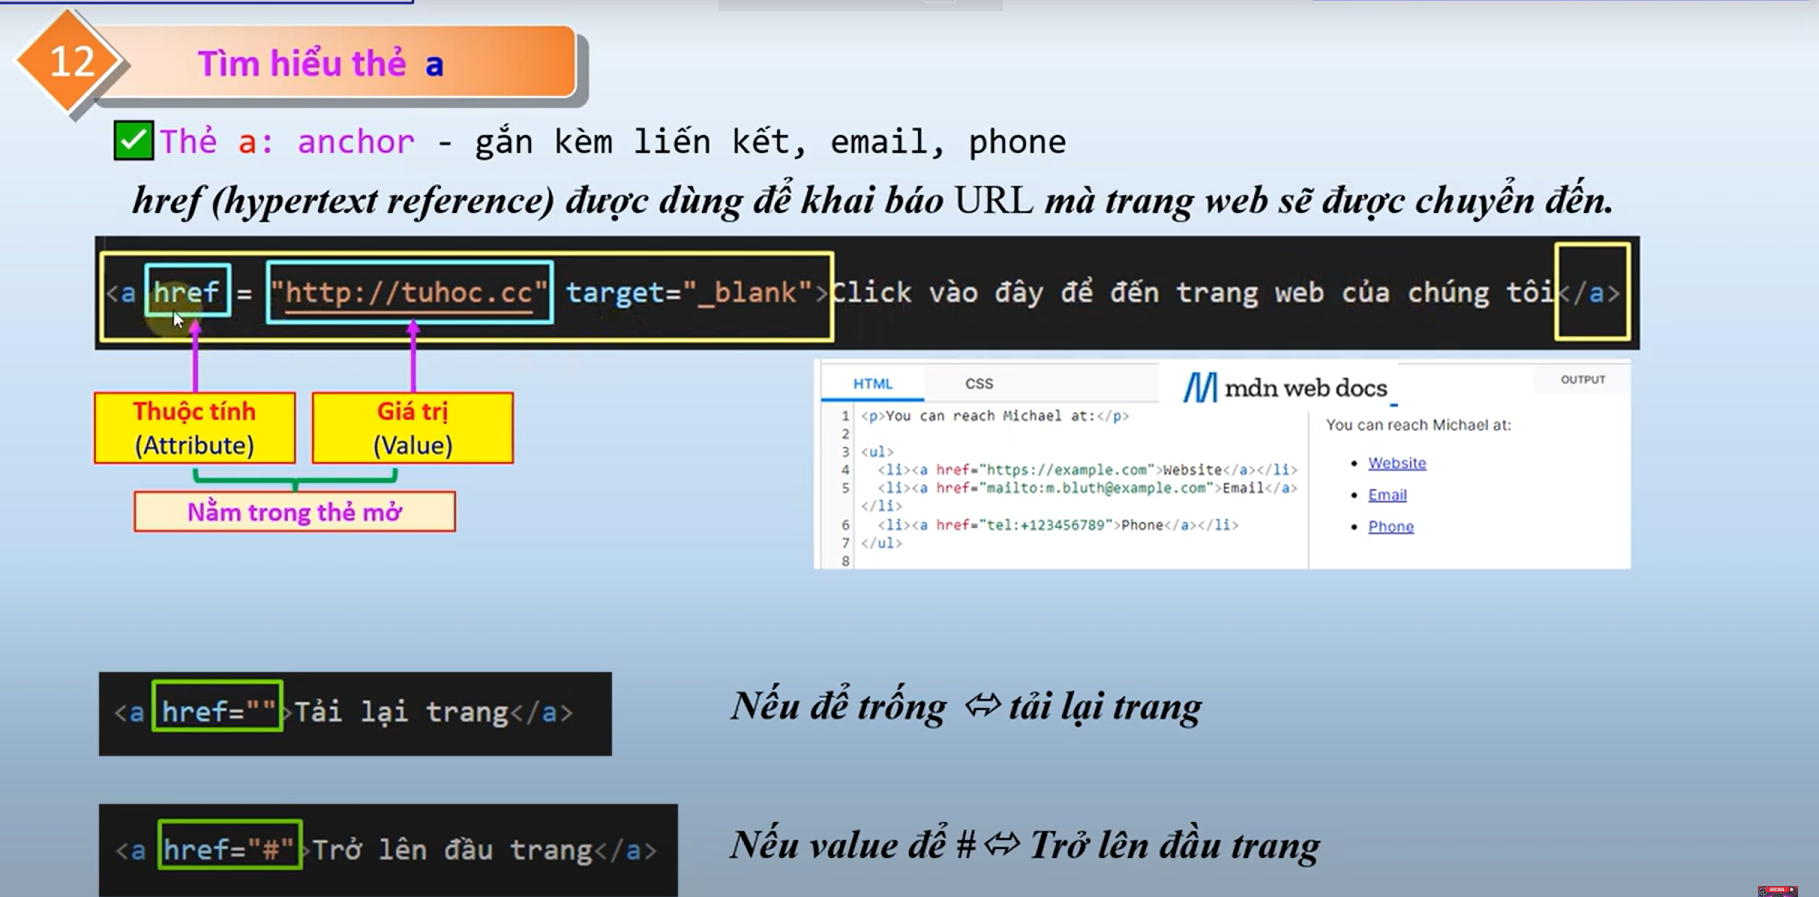 12
Tìm hiểu thẻ a
Thẻ a: anchor - gắn kèm liến kết, email, phone
href (hypertext reference) được dùng để khai báo URL mà trang web sẽ được chuyển đến.
<a href = "http://tuhoc.cc" target="_blank">Click vào đây để đến trang web của chúng tôi</a>
Thuộc tính
(Attribute)
Giá trị
(Value)
Nằm trong thẻ mở
HTML
CSS
mdn web docs_
OUTPUT
1 <p>You can reach Michael at:</p>
2
3 <ul>
4 <li><a href="https://example.com">Website</a></li>
5 <li><a href="mailto:m.bluth@example.com">Email</a>
</li>
6 <li><a href="tel:+123456789">Phone</a></li>
7 </ul>
8
You can reach Michael at:
• Website
• Email
• Phone
<a href="">Tải lại trang</a>
Nếu để trống ⇔ tải lại trang
<a href="#">Trở lên đầu trang</a>
Nếu value để # ⇔ Trở lên đầu trang